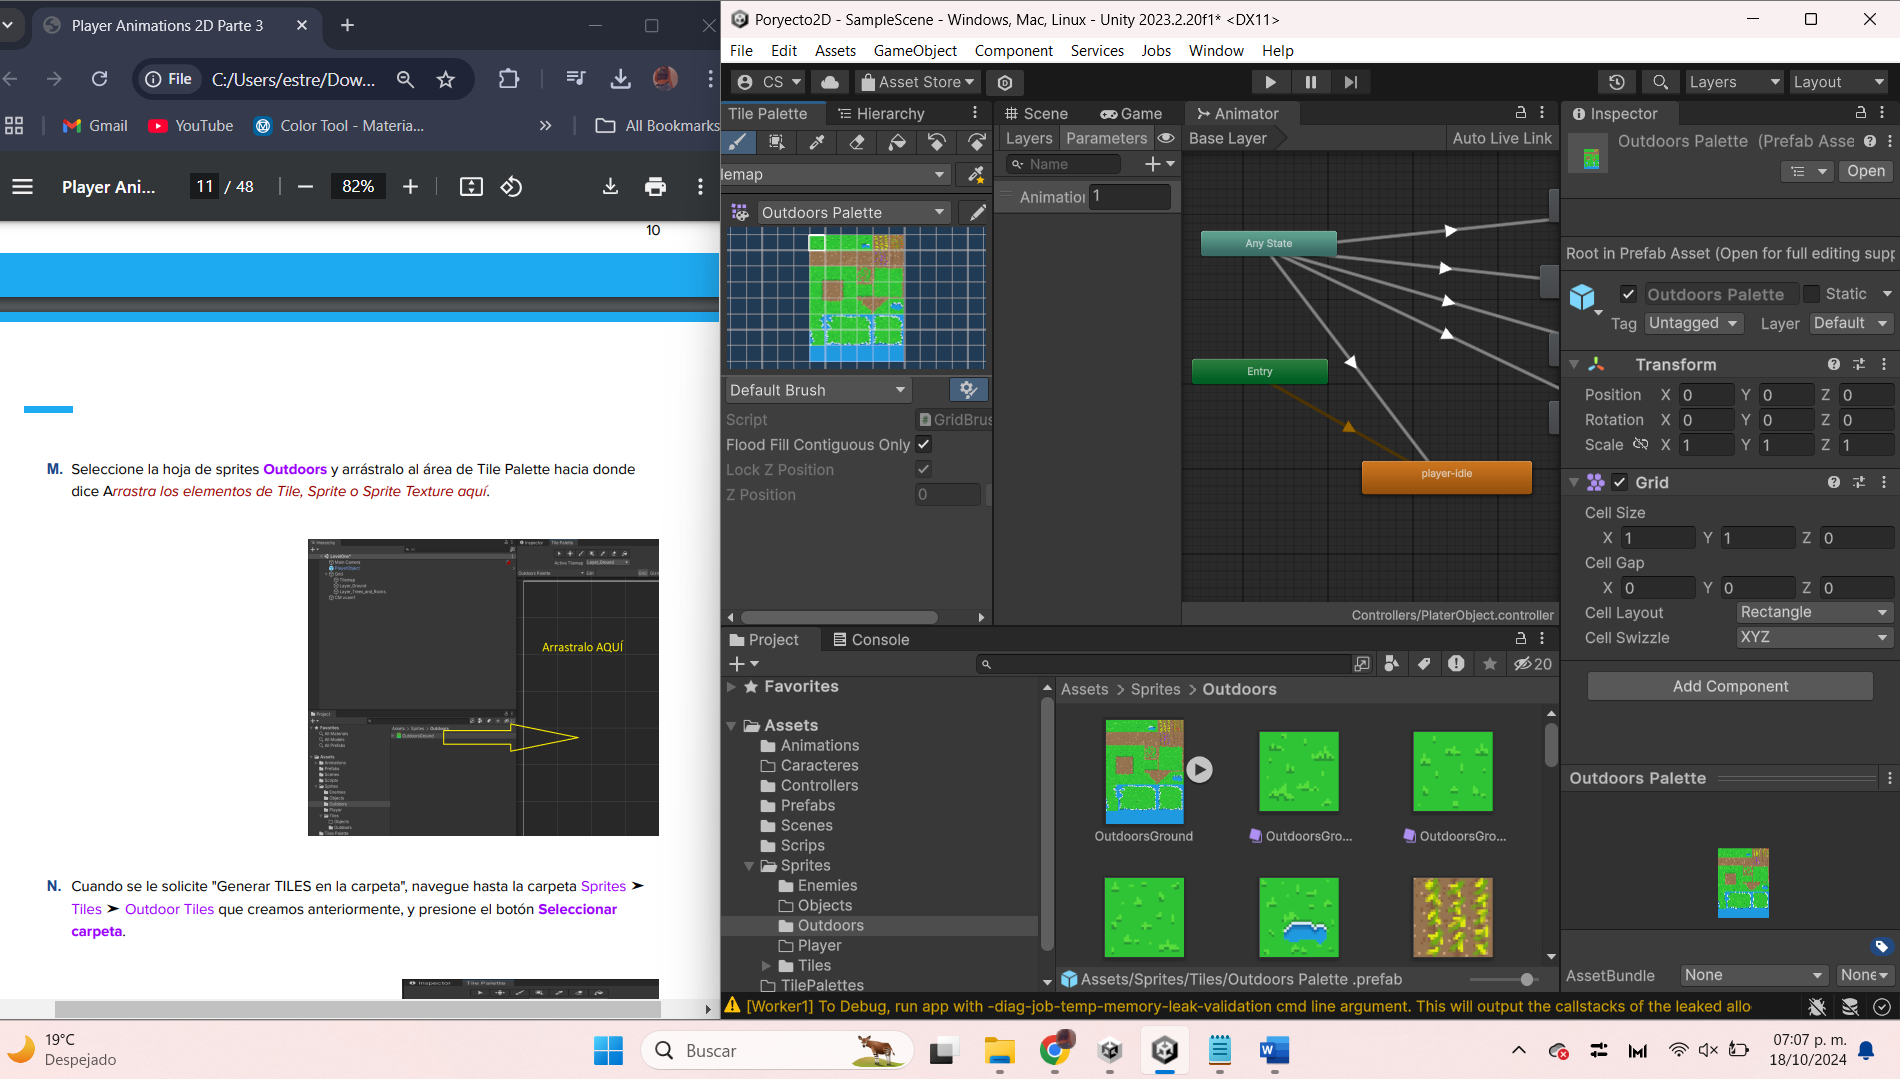 Player Animations 2D Parte 3
File
C:/Users/estre/Dow...
Gmail
YouTube
Color Tool - Materia...
All Bookmarks
Player Ani...
11 / 48
82%
10
M. Seleccione la hoja de sprites Outdoors y arrástralo al área de Tile Palette hacia donde
dice Arrastra los elementos de Tile, Sprite o Sprite Texture aquí.
Arrastralo AQUÍ
N. Cuando se le solicite "Generar TILES en la carpeta", navegue hasta la carpeta Sprites ➤
Tiles ➤ Outdoor Tiles que creamos anteriormente, y presione el botón Seleccionar
carpeta.
Poryecto2D - SampleScene - Windows, Mac, Linux - Unity 2023.2.20f1* <DX11>
File Edit Assets GameObject Component Services Jobs Window Help
CS
Asset Store
Layers
Layout
Tile Palette
Hierarchy
lemap
Outdoors Palette
Default Brush
Script
GridBrus
Flood Fill Contiguous Only
Lock Z Position
Z Position 0
Scene
Game
Animator
Layers Parameters
Base Layer
Auto Live Link
Name
Animation 1
Any State
Entry
player-idle
Controllers/PlaterObject.controller
Inspector
Outdoors Palette (Prefab Asse
Open
Root in Prefab Asset (Open for full editing supp
Outdoors Palette
Static
Tag Untagged Layer Default
Transform
Position X 0 Y 0 Z 0
Rotation X 0 Y 0 Z 0
Scale X 1 Y 1 Z 1
Grid
Cell Size
X 1 Y 1 Z 0
Cell Gap
X 0 Y 0 Z 0
Cell Layout Rectangle
Cell Swizzle XYZ
Add Component
Outdoors Palette
AssetBundle None None
Project
Console
20
Favorites
Assets
Animations
Caracteres
Controllers
Prefabs
Scenes
Scrips
Sprites
Enemies
Objects
Outdoors
Player
Tiles
TilePalettes
Assets > Sprites > Outdoors
OutdoorsGround
OutdoorsGro...
OutdoorsGro...
Assets/Sprites/Tiles/Outdoors Palette .prefab
[Worker1] To Debug, run app with -diag-job-temp-memory-leak-validation cmd line argument. This will output the callstacks of the leaked allo
19°C
Despejado
Buscar
07:07 p. m.
18/10/2024